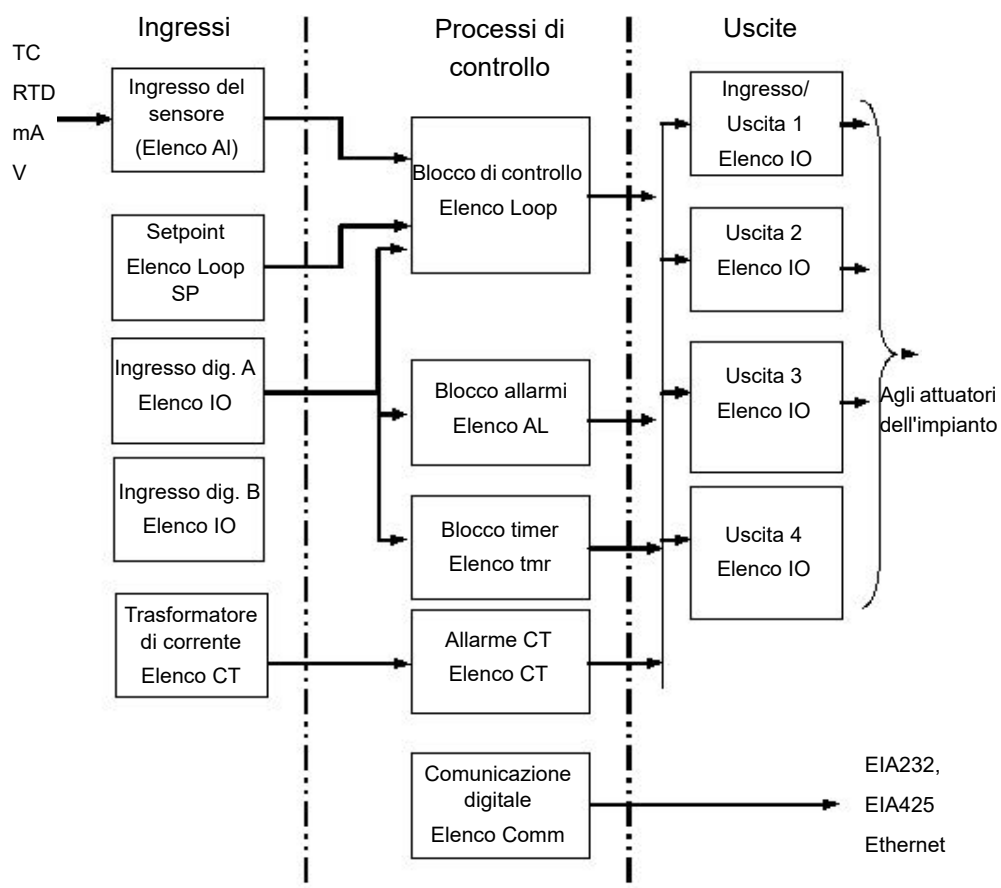 Ingressi
Processi di
controllo
Uscite
TC
RTD
mA
V
Ingresso del
sensore
(Elenco AI)
Setpoint
Elenco Loop
SP
Ingresso dig. A
Elenco IO
Ingresso dig. B
Elenco IO
Trasformatore
di corrente
Elenco CT
Blocco di controllo
Elenco Loop
Blocco allarmi
Elenco AL
Blocco timer
Elenco tmr
Allarme CT
Elenco CT
Comunicazione
digitale
Elenco Comm
Ingresso/
Uscita 1
Elenco IO
Uscita 2
Elenco IO
Uscita 3
Elenco IO
Uscita 4
Elenco IO
Agli attuatori
dell'impianto
EIA232,
EIA425
Ethernet